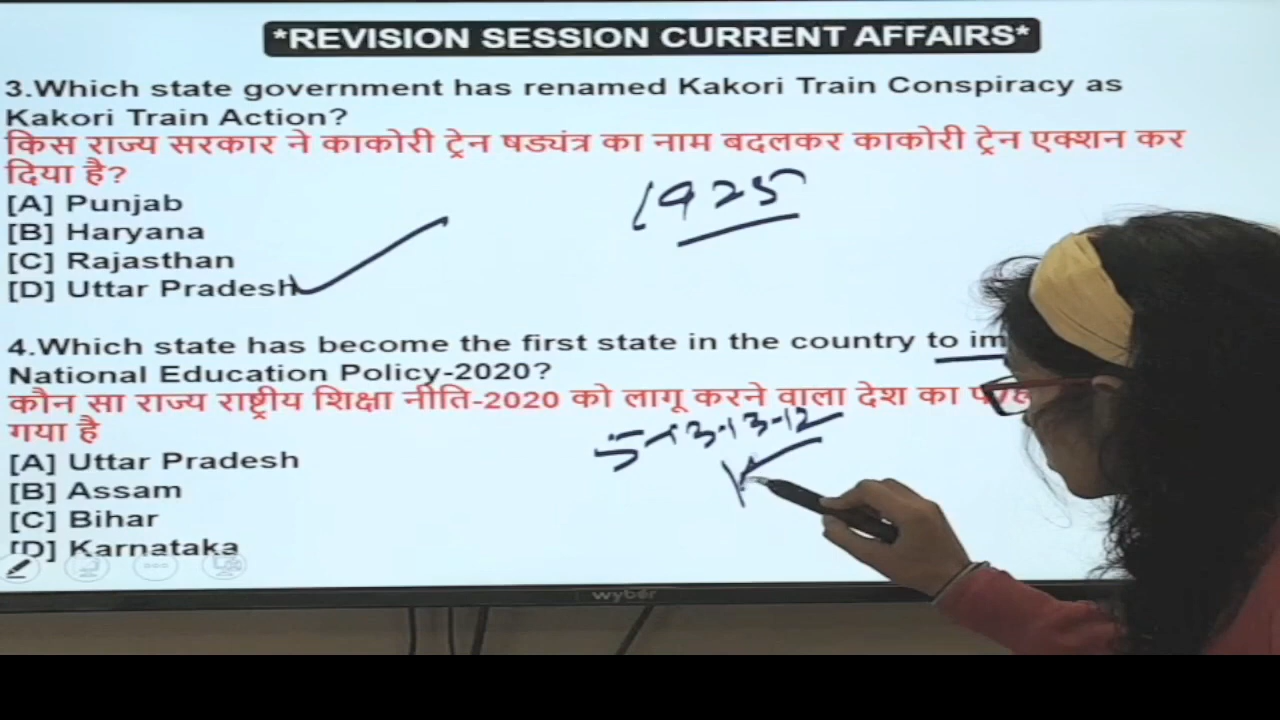 *REVISION SESSION CURRENT AFFAIRS*
3.Which state government has renamed Kakori Train Conspiracy as
Kakori Train Action?
किस राज्य सरकार ने काकोरी ट्रेन षड्यंत्र का नाम बदलकर काकोरी ट्रेन एक्शन कर
दिया है?
[A] Punjab
[B] Haryana
1925
[C] Rajasthan
[D] Uttar Pradesh
4.Which state has become the first state in the country to im
National Education Policy-2020?
कौन सा राज्य राष्ट्रीय शिक्षा नीति-2020 को लागू करने वाला देश का
गया है
5+3+3+2
[A] Uttar Pradesh
[B] Assam
[C] Bihar
[D] Karnataka
wybor